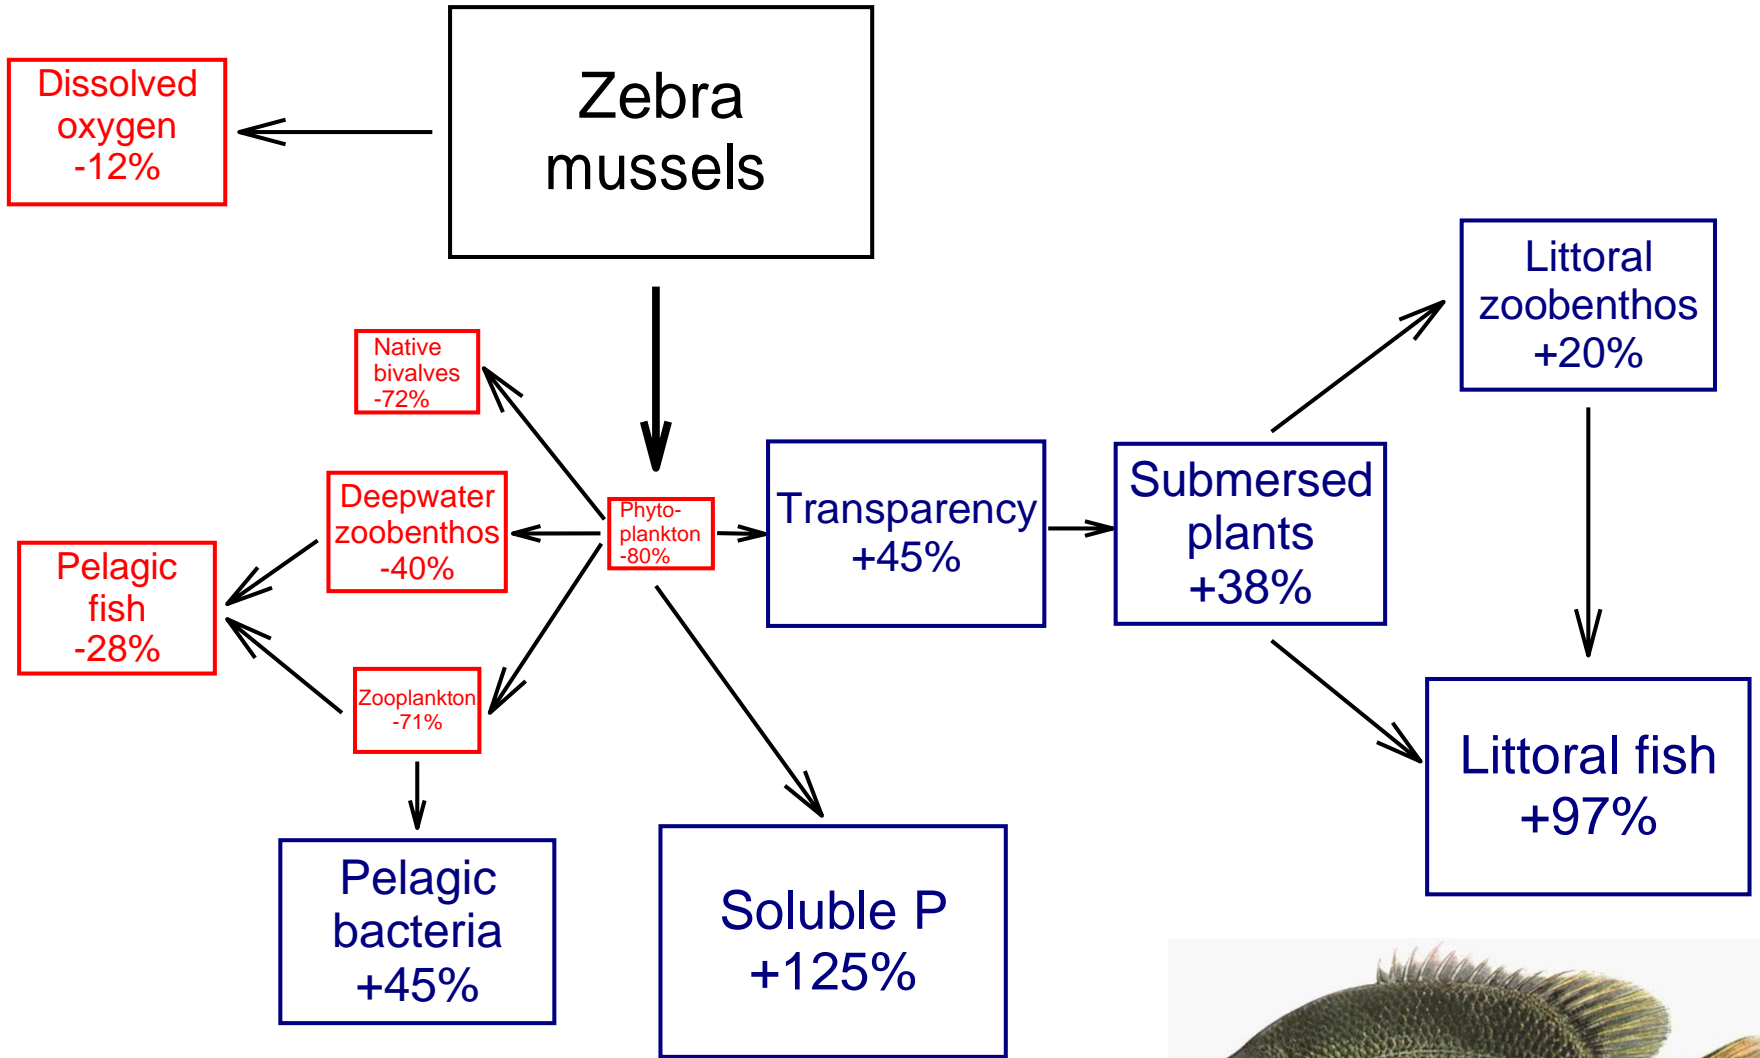 Zebra
mussels
Dissolved
oxygen
-12%
Native
bivalves
-72%
Deepwater
zoobenthos
-40%
Pelagic
fish
-28%
Zooplankton
-71%
Phyto-
plankton
-80%
Pelagic
bacteria
+45%
Soluble P
+125%
Transparency
+45%
Submersed
plants
+38%
Littoral
zoobenthos
+20%
Littoral fish
+97%